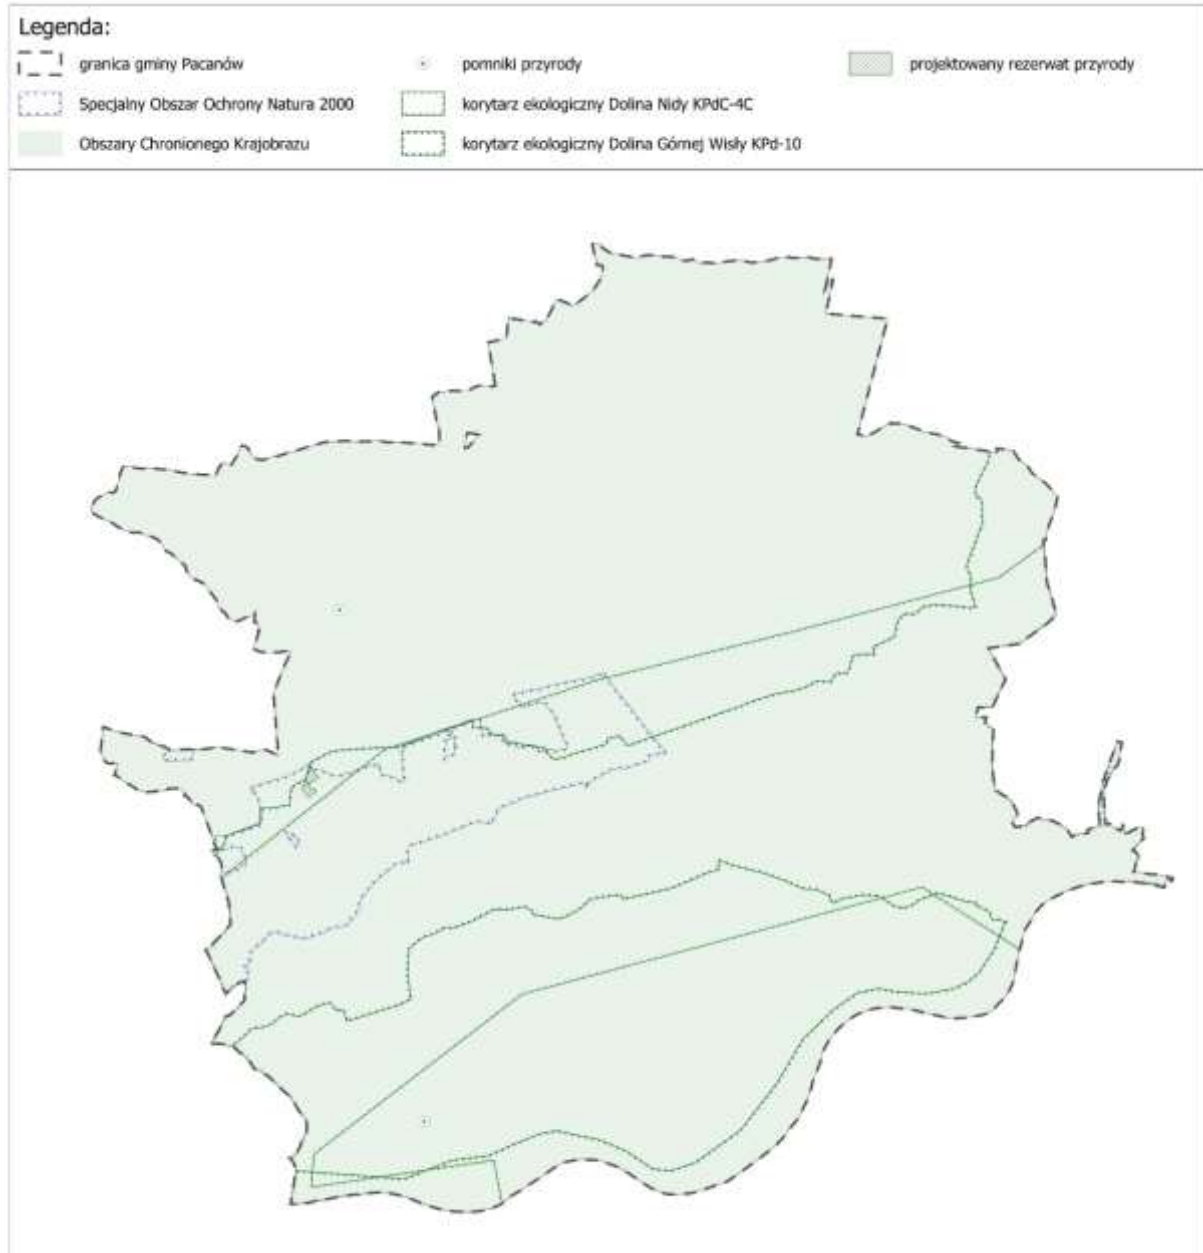 Legenda:
granica gminy Pacanów
pomniki przyrody
projektowany rezerwat przyrody
Specjalny Obszar Ochrony Natura 2000
korytarz ekologiczny Dolina Nidy KPdC-4C
Obszary Chronionego Krajobrazu
korytarz ekologiczny Dolina Górnej Wisły KPd-10